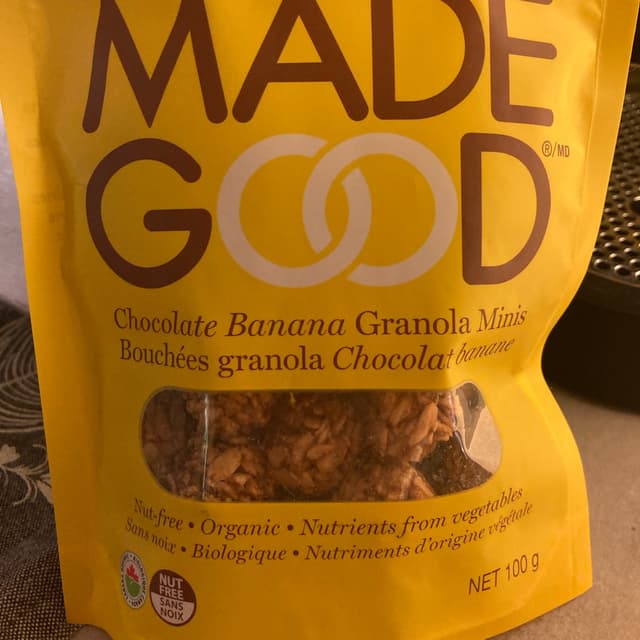 MADE
GOOD ®/MD
Chocolate Banana Granola Minis
Bouchées granola Chocolat banane
Nut-free • Organic • Nutrients from vegetables
Sans noix • Biologique • Nutriments d'origine végétale
NUT
FREE
SANS
NOIX
NET 100 g